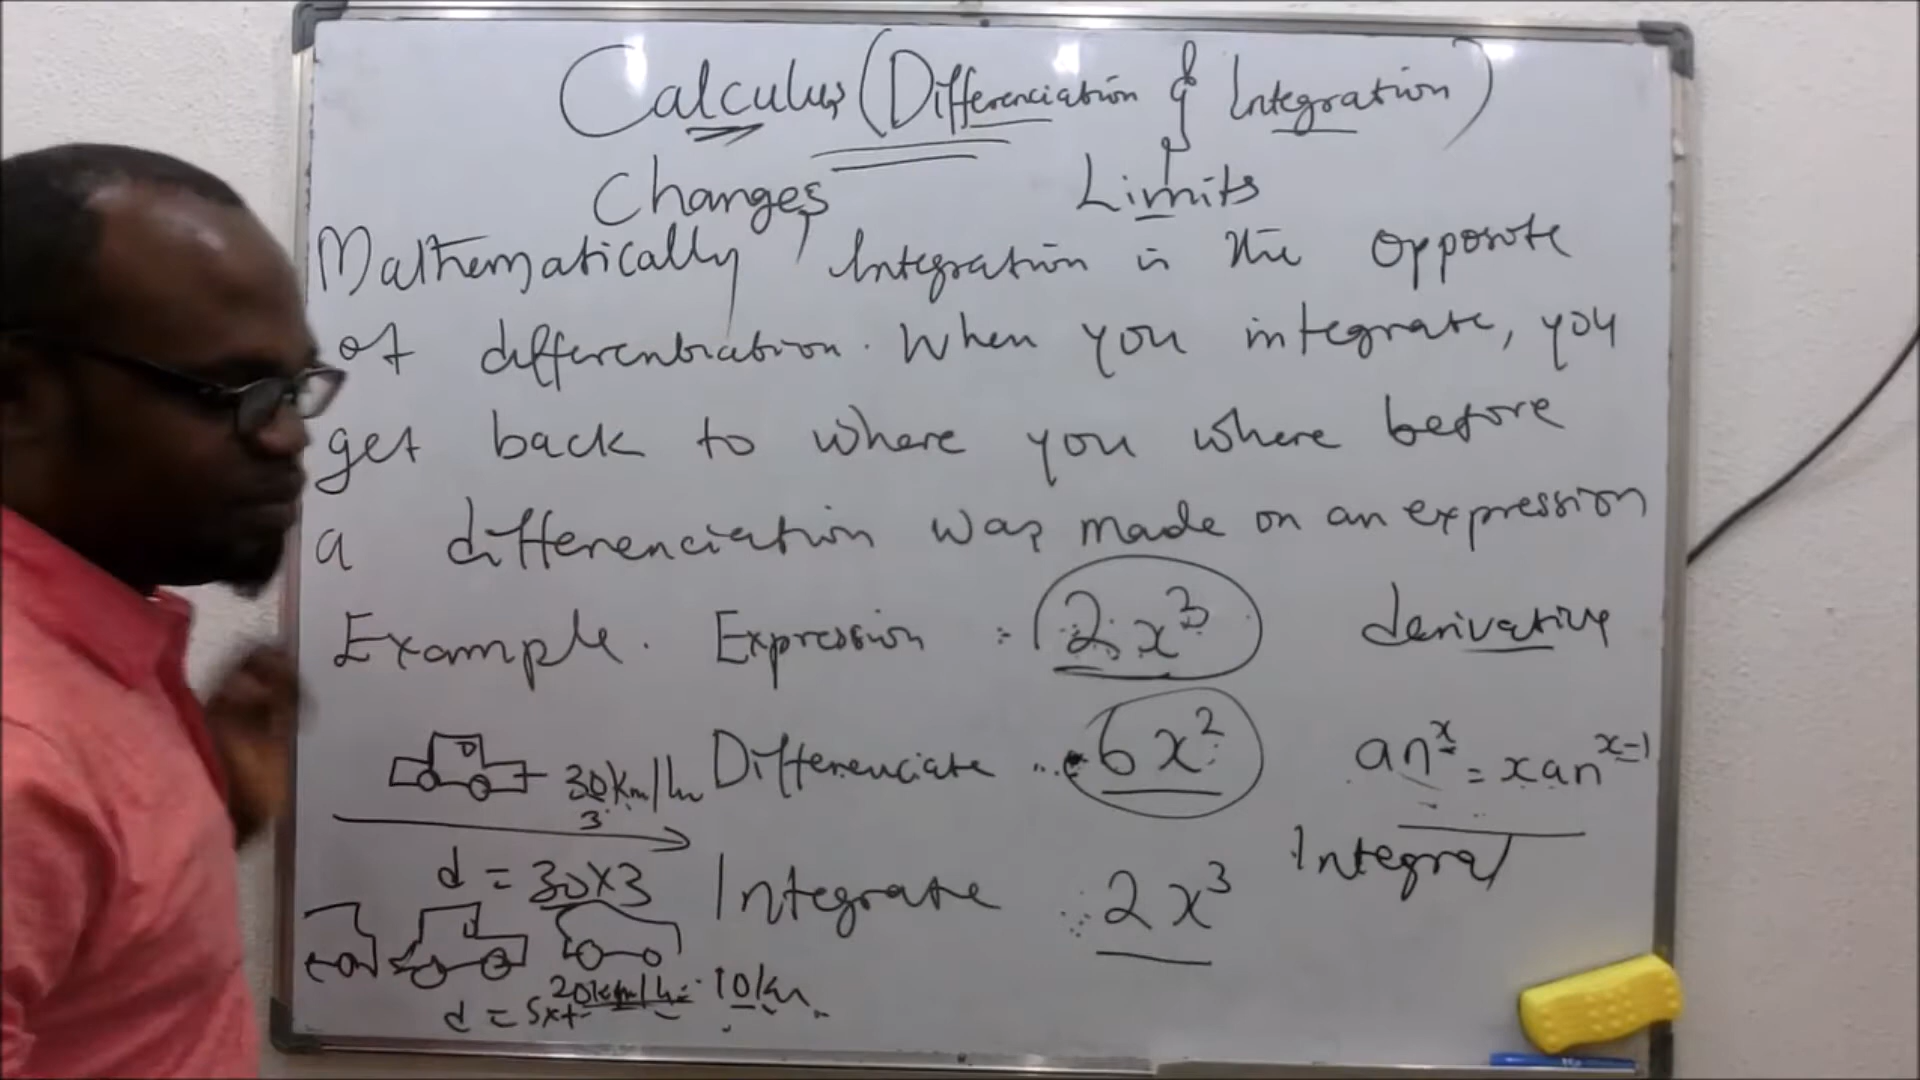 Calculus (Differenciation & Integration)
Changes Limits
Mathematically, Integration is the opposite
of differentiation. When you integrate, you
get back to where you where before
a differenciation was made on an expression
Example. Expression : 2x³ derivative
30km/hr Differenciate 6x² anˣ = xanˣ⁻¹
3
d = 30x3 Integrate 2x³ Integral
20km/h 10km
d = sxt